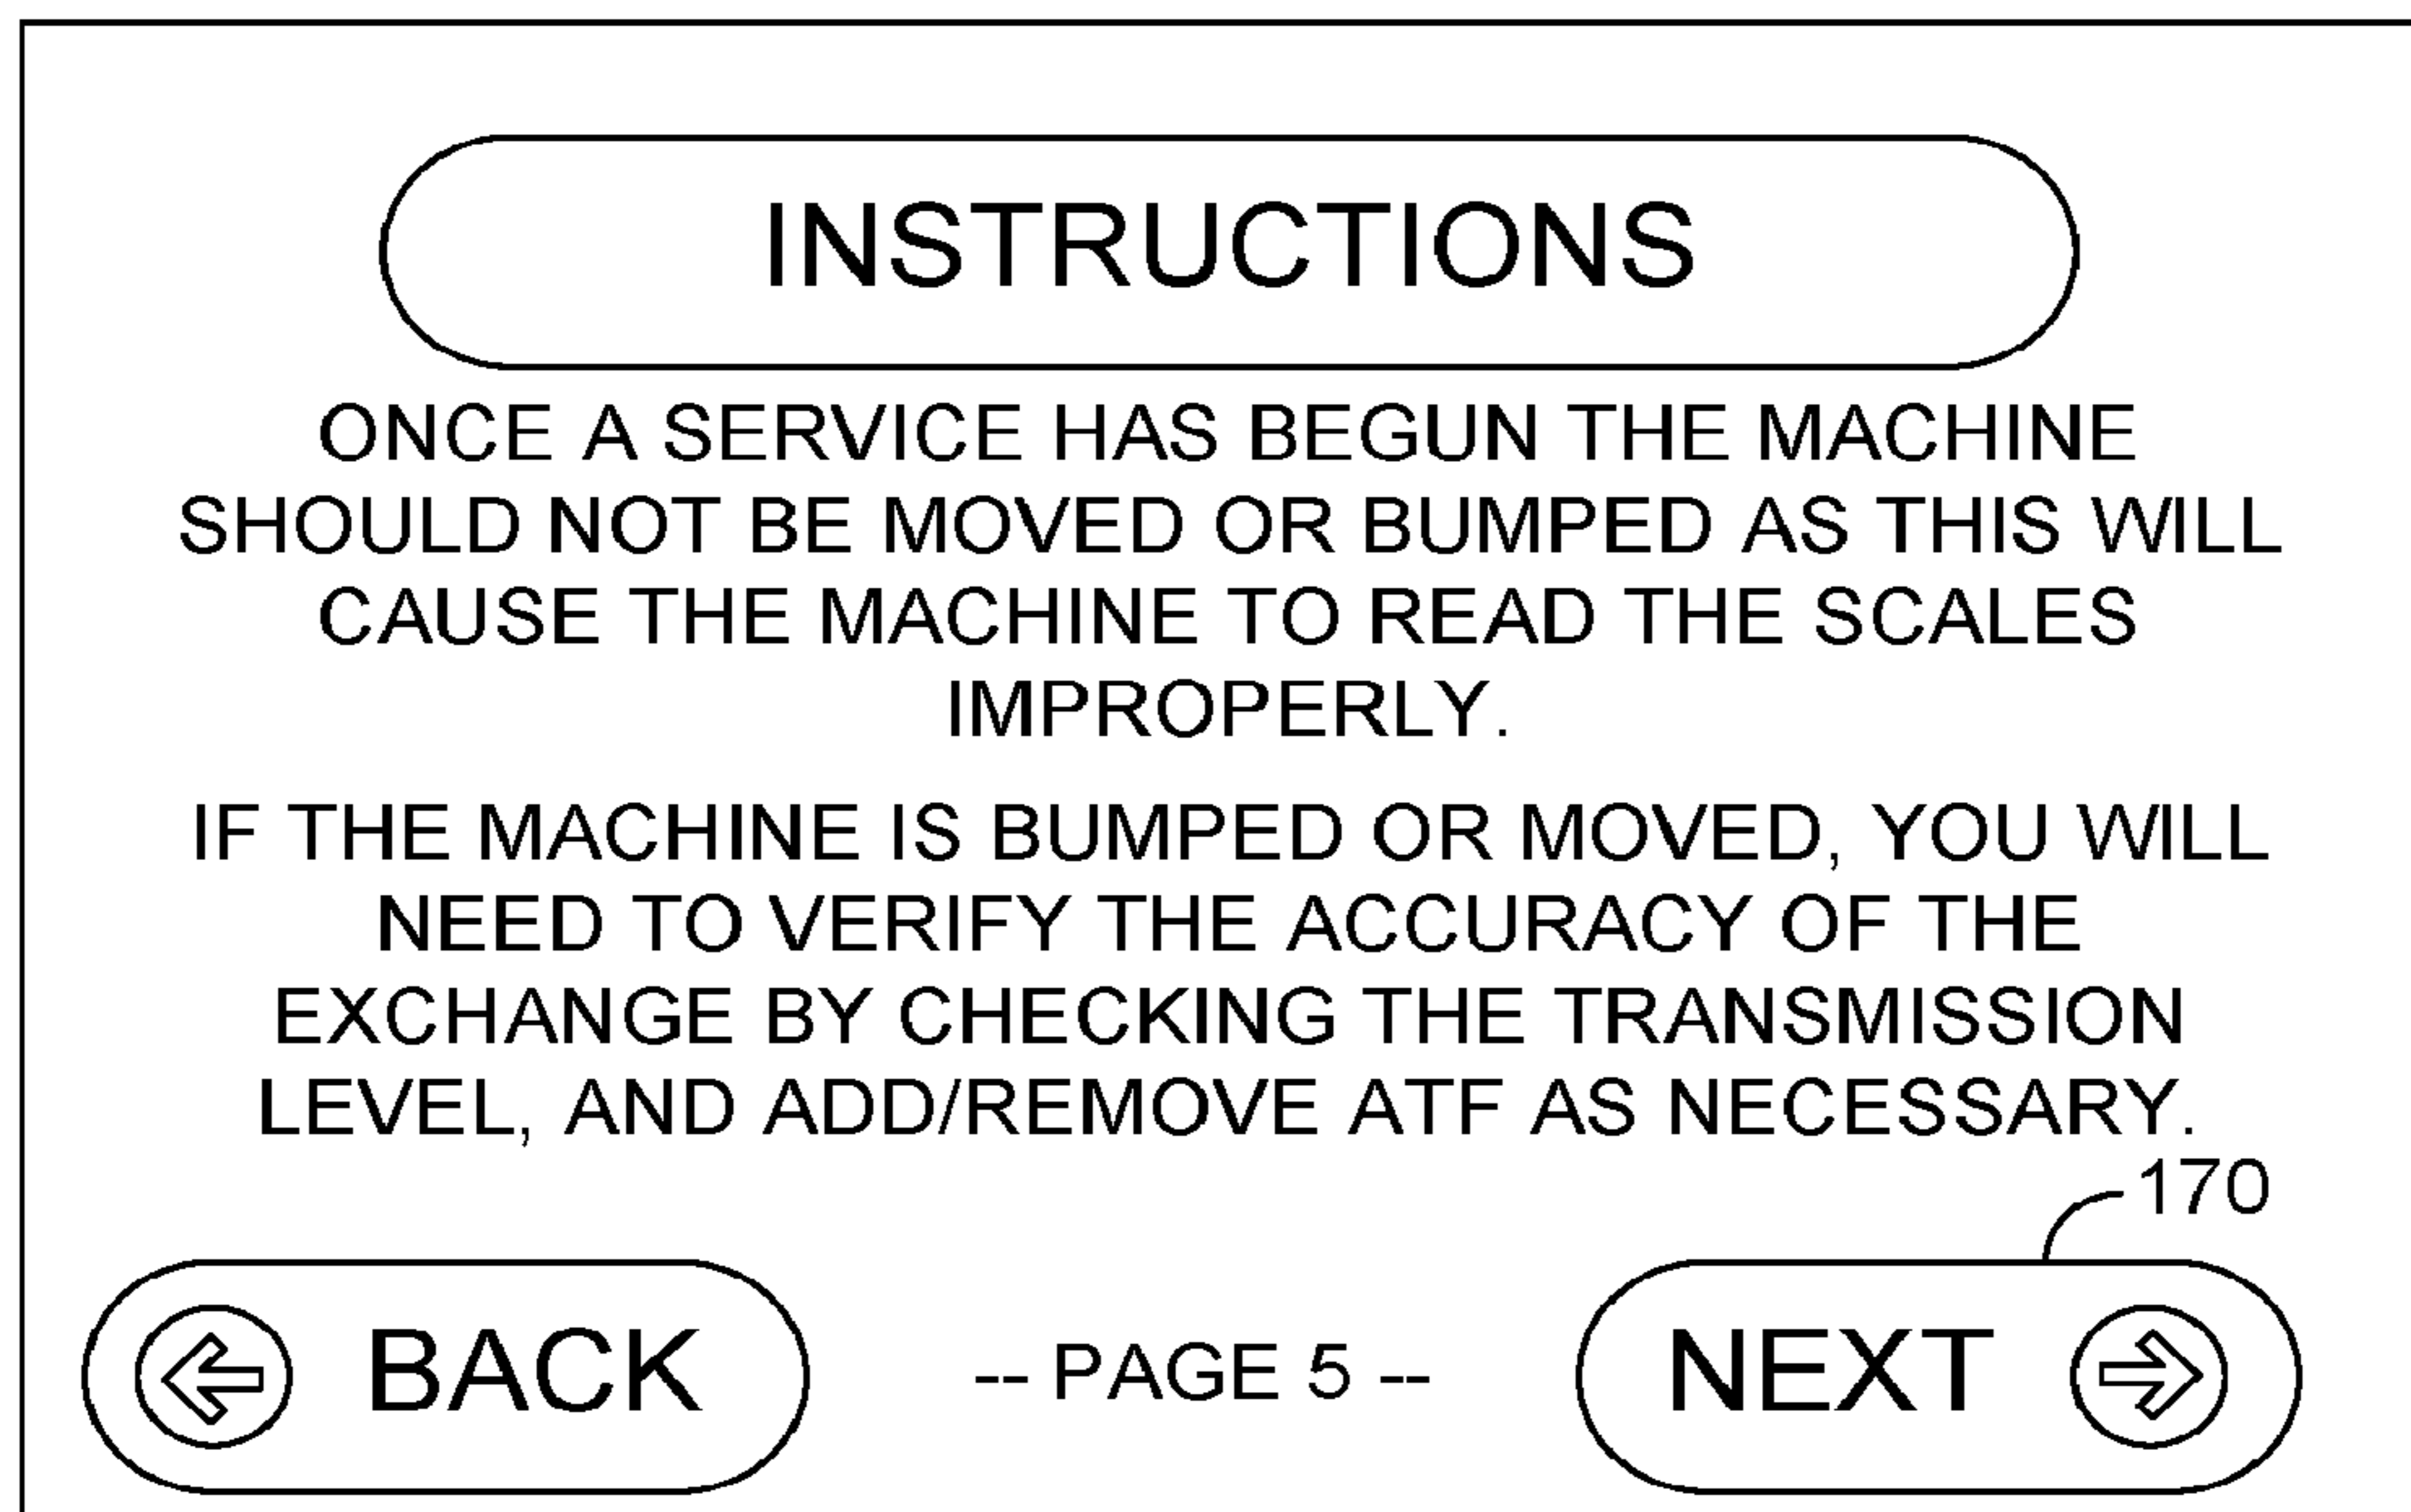 INSTRUCTIONS
ONCE A SERVICE HAS BEGUN THE MACHINE
SHOULD NOT BE MOVED OR BUMPED AS THIS WILL
CAUSE THE MACHINE TO READ THE SCALES
IMPROPERLY.
IF THE MACHINE IS BUMPED OR MOVED, YOU WILL
NEED TO VERIFY THE ACCURACY OF THE
EXCHANGE BY CHECKING THE TRANSMISSION
LEVEL, AND ADD/REMOVE ATF AS NECESSARY.
170
BACK -- PAGE 5 -- NEXT